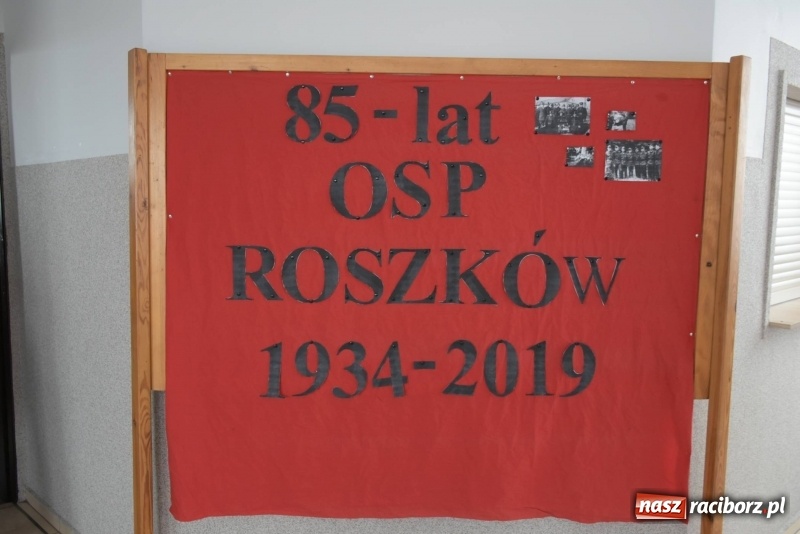 85-lat
OSP
ROSZKÓW
1934-2019
nasz raciborz.pl